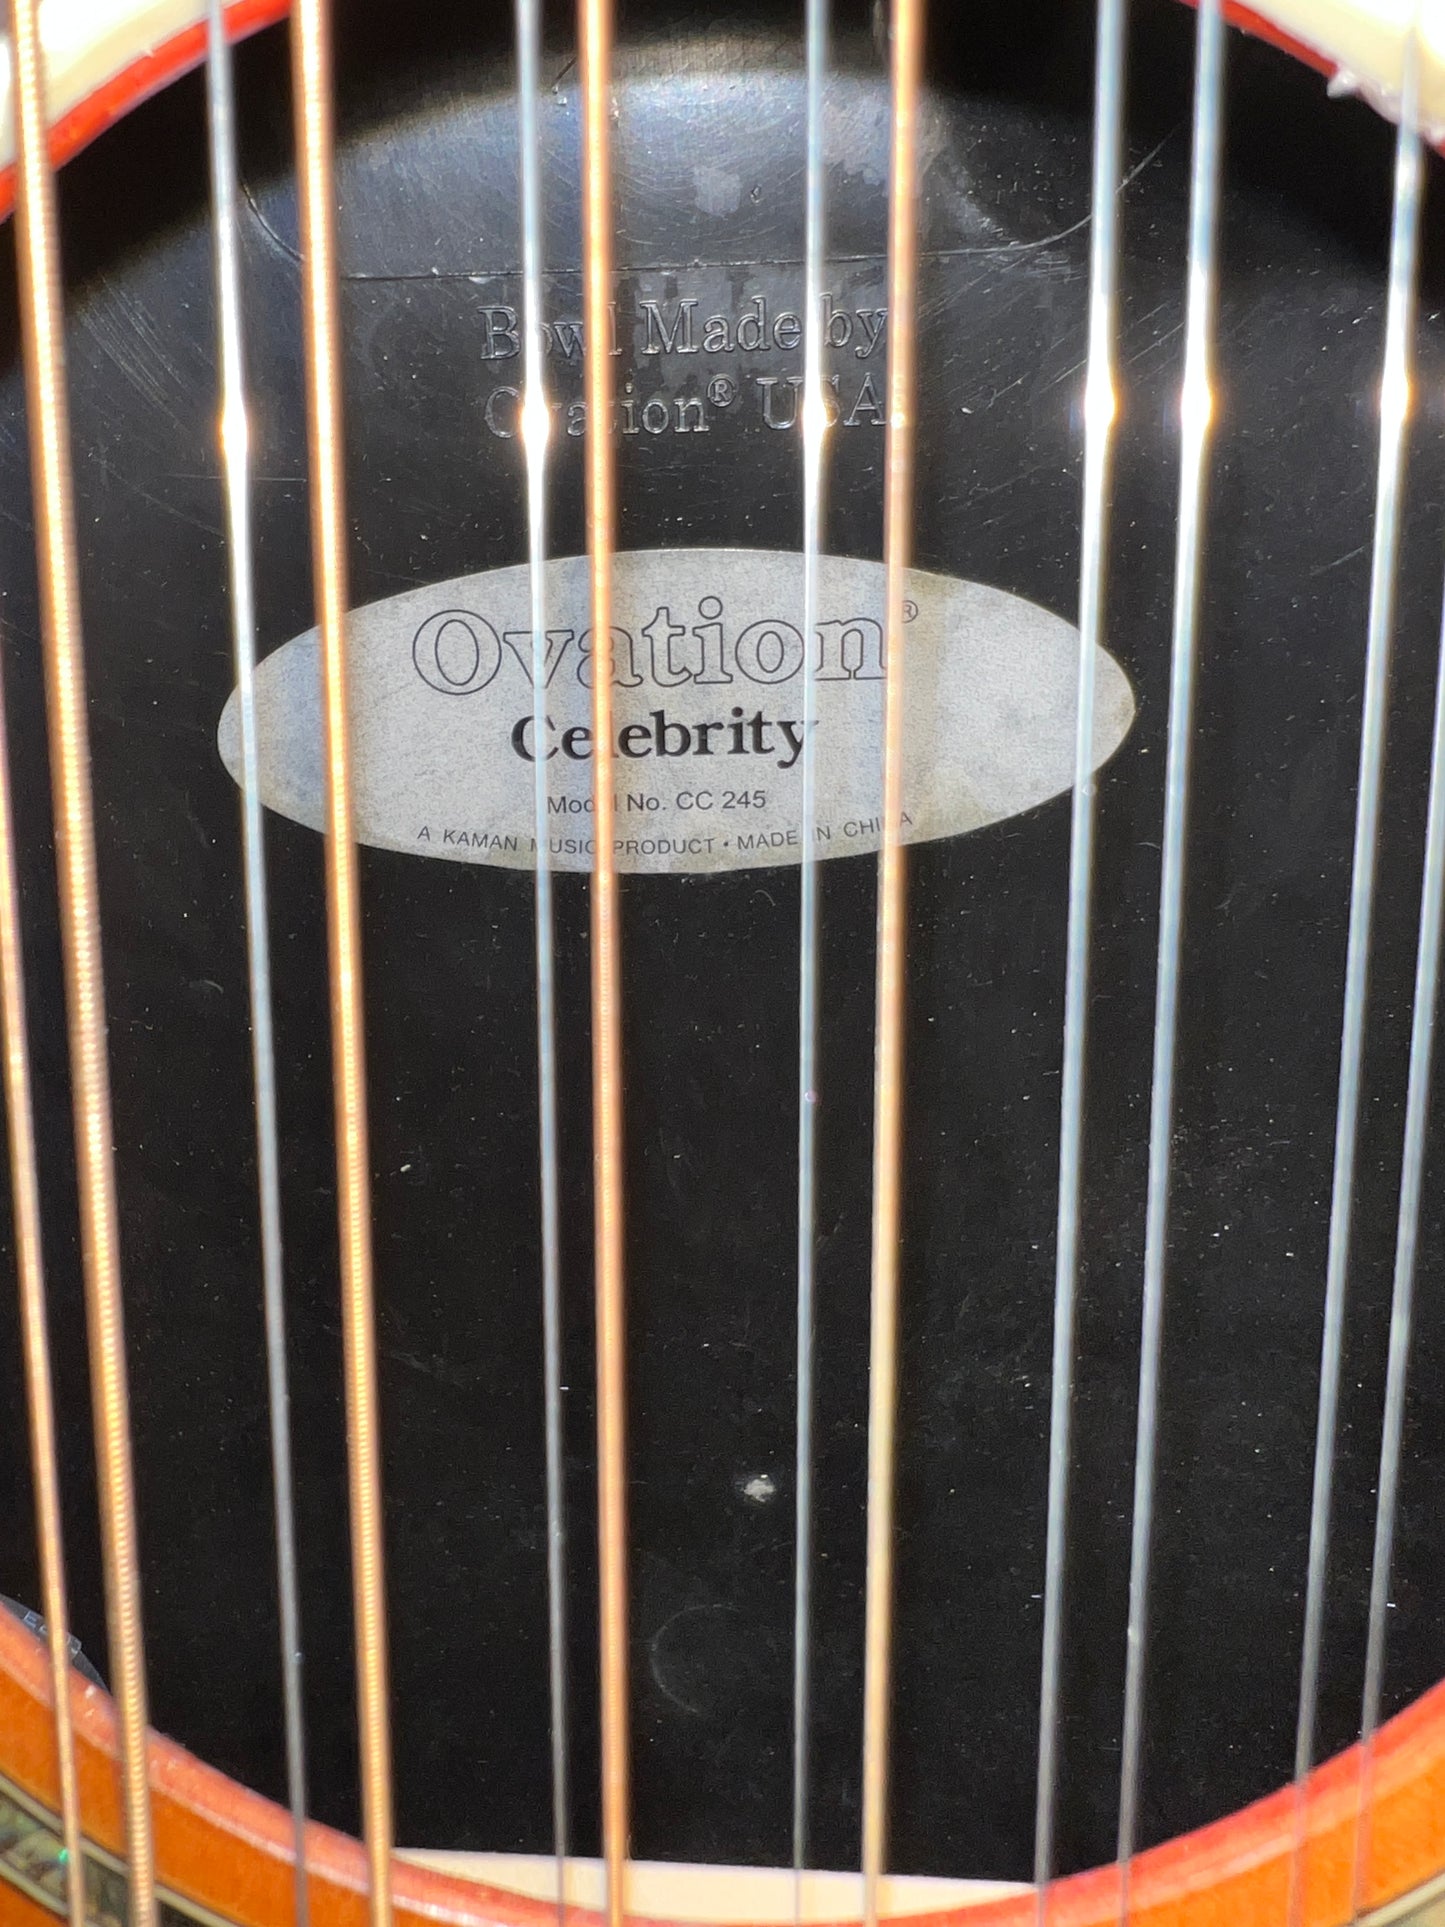 Bowl Made by
Ovation® USA
Ovation®
Celebrity
Model No. CC 245
A KAMAN MUSIC PRODUCT • MADE IN CHINA